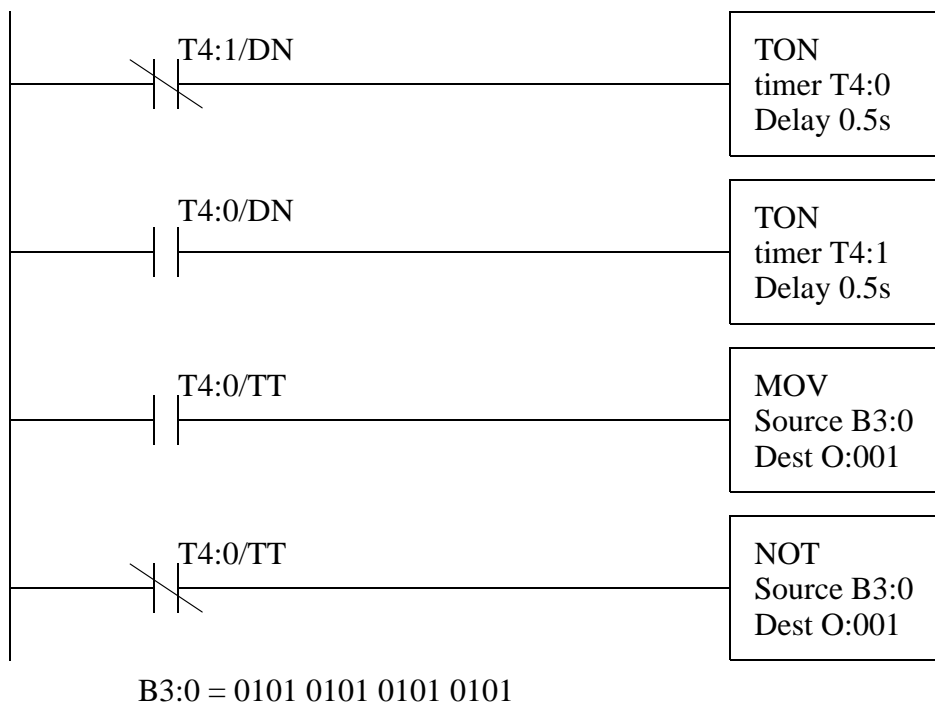 T4:1/DN
TON
timer T4:0
Delay 0.5s
T4:0/DN
TON
timer T4:1
Delay 0.5s
T4:0/TT
MOV
Source B3:0
Dest O:001
T4:0/TT
NOT
Source B3:0
Dest O:001
B3:0 = 0101 0101 0101 0101